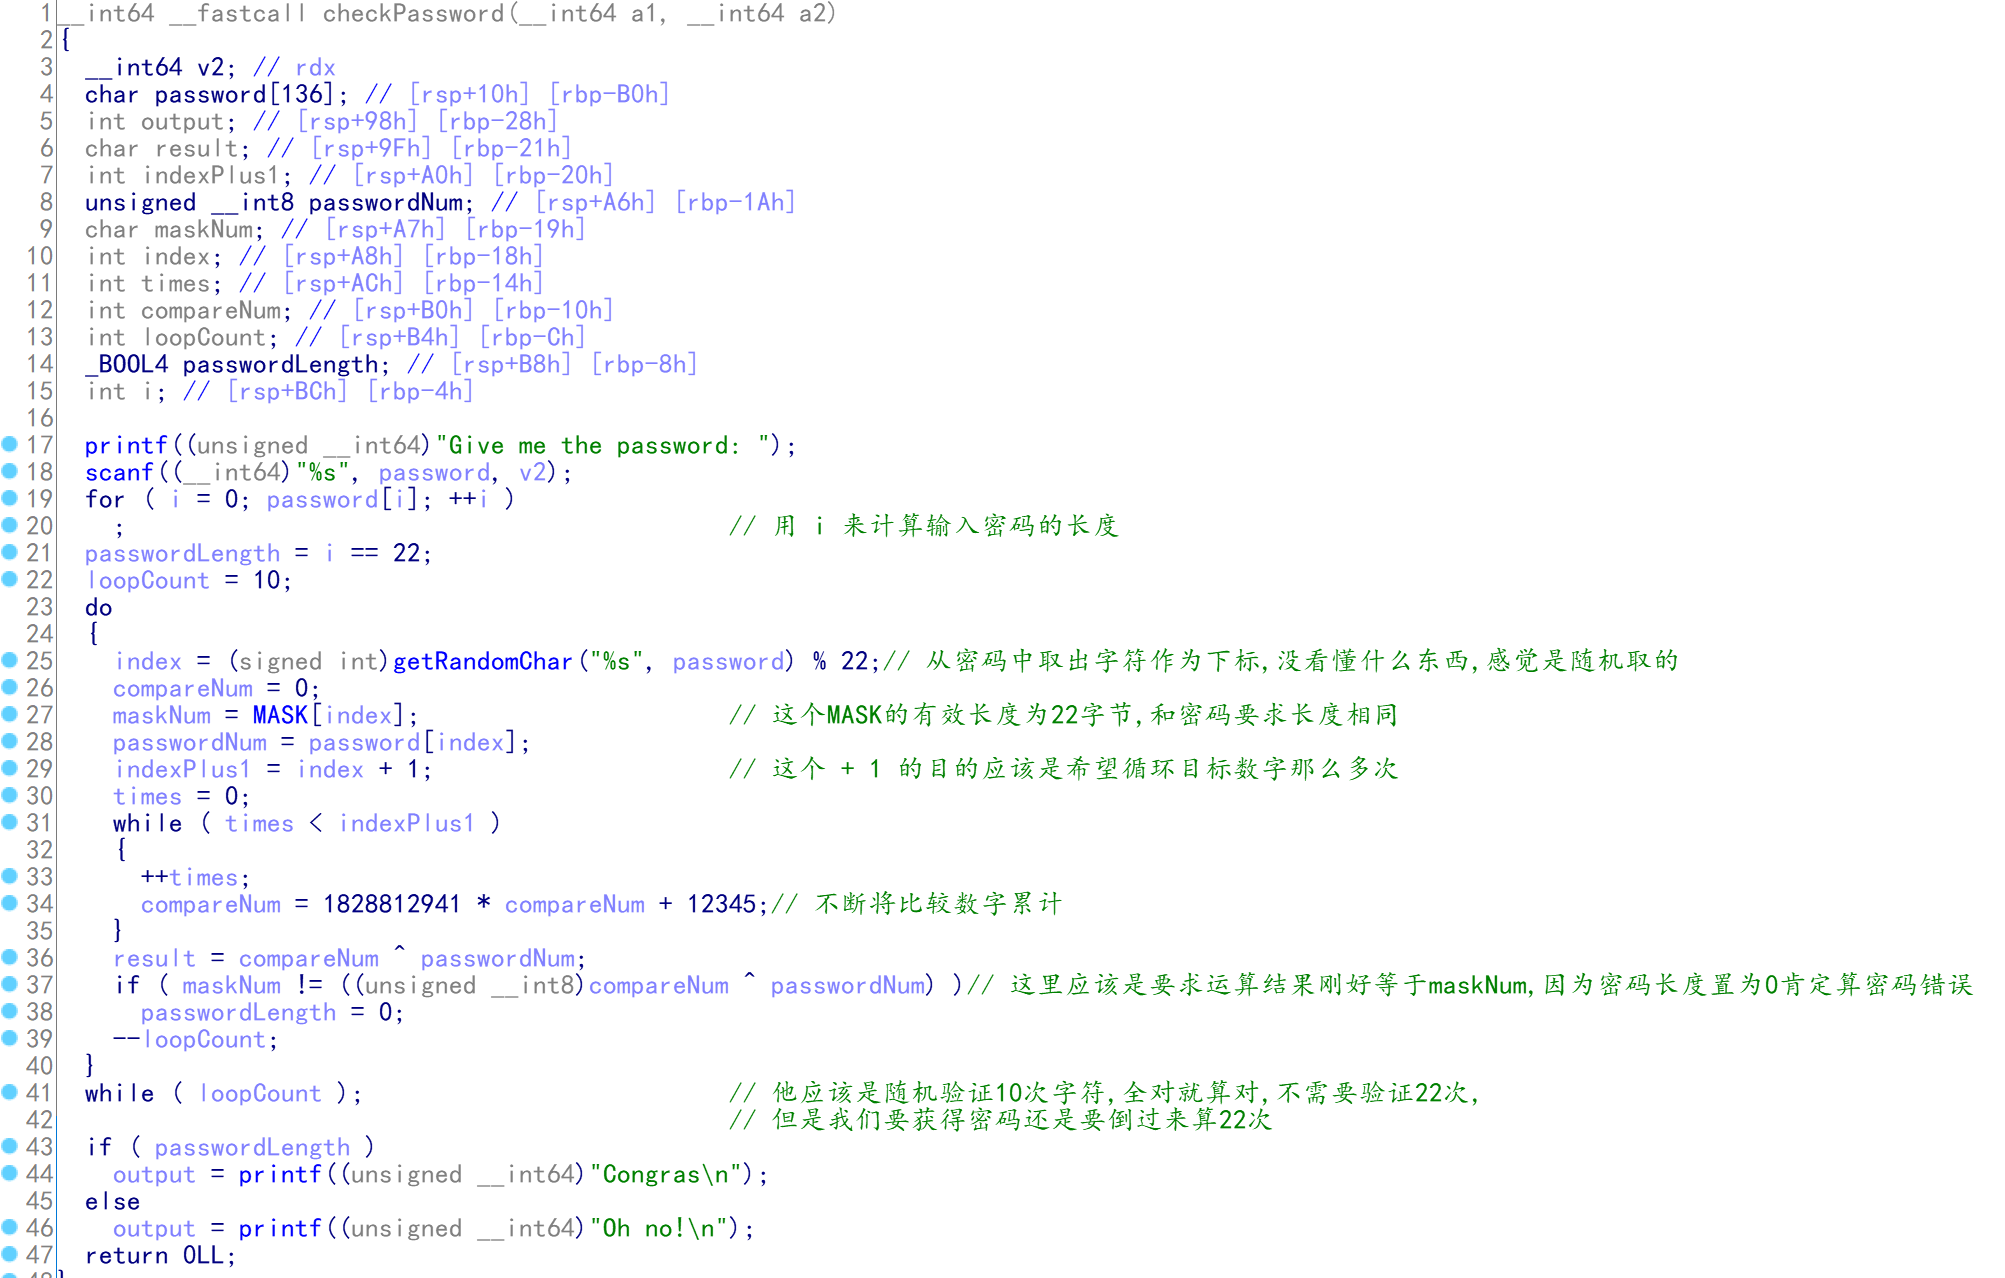 1 __int64 __fastcall checkPassword(__int64 a1, __int64 a2)
2 {
3   __int64 v2; // rdx
4   char password[136]; // [rsp+10h] [rbp-B0h]
5   int output; // [rsp+98h] [rbp-28h]
6   char result; // [rsp+9Fh] [rbp-21h]
7   int indexPlus1; // [rsp+A0h] [rbp-20h]
8   unsigned __int8 passwordNum; // [rsp+A6h] [rbp-1Ah]
9   char maskNum; // [rsp+A7h] [rbp-19h]
10   int index; // [rsp+A8h] [rbp-18h]
11   int times; // [rsp+ACh] [rbp-14h]
12   int compareNum; // [rsp+B0h] [rbp-10h]
13   int loopCount; // [rsp+B4h] [rbp-Ch]
14   _BOOL4 passwordLength; // [rsp+B8h] [rbp-8h]
15   int i; // [rsp+BCh] [rbp-4h]
16
17   printf((unsigned __int64)"Give me the password: ");
18   scanf((__int64)"%s", password, v2);
19   for ( i = 0; password[i]; ++i )
20     ; // 用 i 来计算输入密码的长度
21   passwordLength = i == 22;
22   loopCount = 10;
23   do
24   {
25     index = (signed int)getRandomChar("%s", password) % 22;// 从密码中取出字符作为下标,没看懂什么东西,感觉是随机取的
26     compareNum = 0;
27     maskNum = MASK[index]; // 这个MASK的有效长度为22字节,和密码要求长度相同
28     passwordNum = password[index];
29     indexPlus1 = index + 1; // 这个 + 1 的目的应该是希望循环目标数字那么多次
30     times = 0;
31     while ( times < indexPlus1 )
32     {
33       ++times;
34       compareNum = 1828812941 * compareNum + 12345;// 不断将比较数字累计
35     }
36     result = compareNum ^ passwordNum;
37     if ( maskNum != ((unsigned __int8)compareNum ^ passwordNum) )// 这里应该是要求运算结果刚好等于maskNum,因为密码长度置为0肯定算密码错误
38       passwordLength = 0;
39     --loopCount;
40   }
41   while ( loopCount ); // 他应该是随机验证10次字符,全对就算对,不需要验证22次,
42 // 但是我们要获得密码还是要倒过来算22次
43   if ( passwordLength )
44     output = printf((unsigned __int64)"Congras\n");
45   else
46     output = printf((unsigned __int64)"Oh no!\n");
47   return 0LL;
48 }